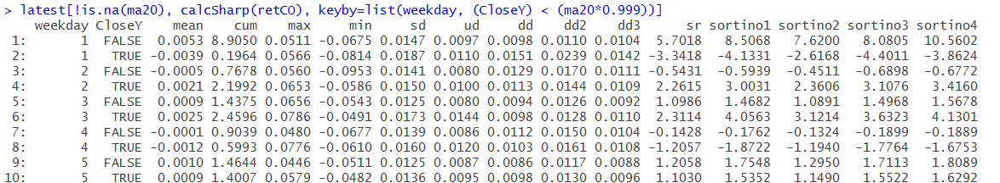 > latest[!is.na(ma20), calcSharp(retCO), keyby=list(weekday, (CloseY) < (ma20*0.999))]
weekday CloseY mean cum max min sd ud dd dd2 dd3 sr sortino1 sortino2 sortino3 sortino4
1: 1 FALSE 0.0053 8.9050 0.0511 -0.0675 0.0147 0.0097 0.0098 0.0110 0.0104 5.7018 8.5068 7.6200 8.0805 10.5602
2: 1 TRUE -0.0039 0.1964 0.0566 -0.0814 0.0187 0.0110 0.0151 0.0239 0.0142 -3.3418 -4.1331 -2.6168 -4.4011 -3.8624
3: 2 FALSE -0.0005 0.7678 0.0560 -0.0953 0.0141 0.0080 0.0129 0.0170 0.0111 -0.5431 -0.5939 -0.4511 -0.6898 -0.6772
4: 2 TRUE 0.0021 2.1992 0.0653 -0.0586 0.0150 0.0100 0.0113 0.0144 0.0109 2.2615 3.0031 2.3606 3.1076 3.4160
5: 3 FALSE 0.0009 1.4375 0.0656 -0.0543 0.0125 0.0080 0.0094 0.0126 0.0092 1.0986 1.4682 1.0891 1.4968 1.5678
6: 3 TRUE 0.0025 2.4596 0.0786 -0.0491 0.0173 0.0144 0.0098 0.0128 0.0110 2.3114 4.0563 3.1214 3.6323 4.1301
7: 4 FALSE -0.0001 0.9039 0.0480 -0.0677 0.0139 0.0086 0.0112 0.0150 0.0104 -0.1428 -0.1762 -0.1324 -0.1899 -0.1889
8: 4 TRUE -0.0012 0.5993 0.0776 -0.0610 0.0160 0.0120 0.0103 0.0161 0.0108 -1.2057 -1.8722 -1.1940 -1.7764 -1.6753
9: 5 FALSE 0.0010 1.4644 0.0446 -0.0511 0.0125 0.0087 0.0086 0.0117 0.0088 1.2058 1.7548 1.2950 1.7113 1.8089
10: 5 TRUE 0.0009 1.4007 0.0579 -0.0482 0.0136 0.0095 0.0098 0.0130 0.0096 1.1030 1.5352 1.1490 1.5522 1.6292